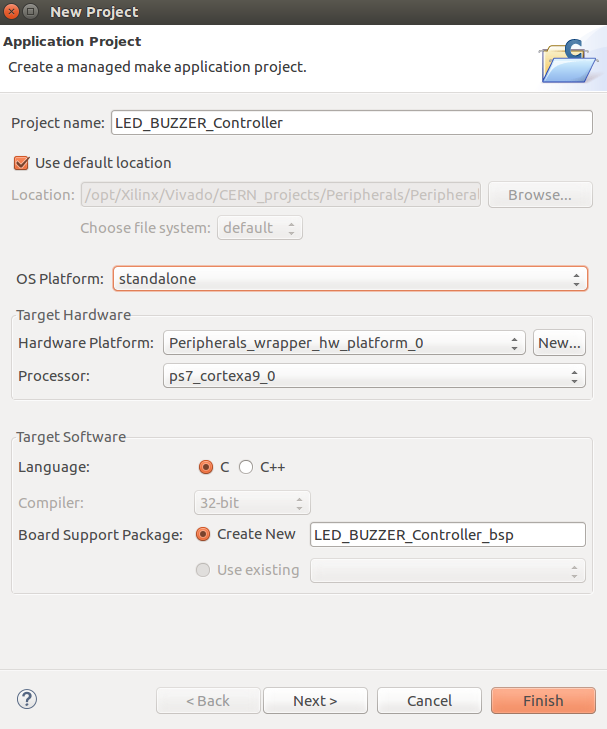 New Project
Application Project
Create a managed make application project.
C
Project name: LED_BUZZER_Controller
Use default location
Location: /opt/Xilinx/Vivado/CERN_projects/Peripherals/Peripheral Browse...
Choose file system: default
OS Platform: standalone
Target Hardware
Hardware Platform: Peripherals_wrapper_hw_platform_0 New...
Processor: ps7_cortexa9_0
Target Software
Language: C C++
Compiler: 32-bit
Board Support Package: Create New LED_BUZZER_Controller_bsp
Use existing
? < Back Next > Cancel Finish